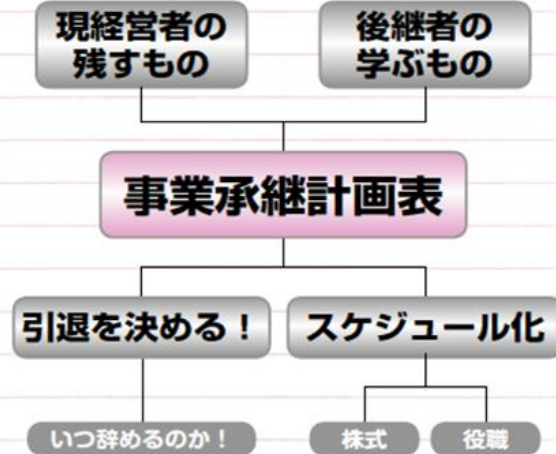 現経営者の
残すもの
後継者の
学ぶもの
事業承継計画表
引退を決める！
スケジュール化
いつ辞めるのか！
株式
役職